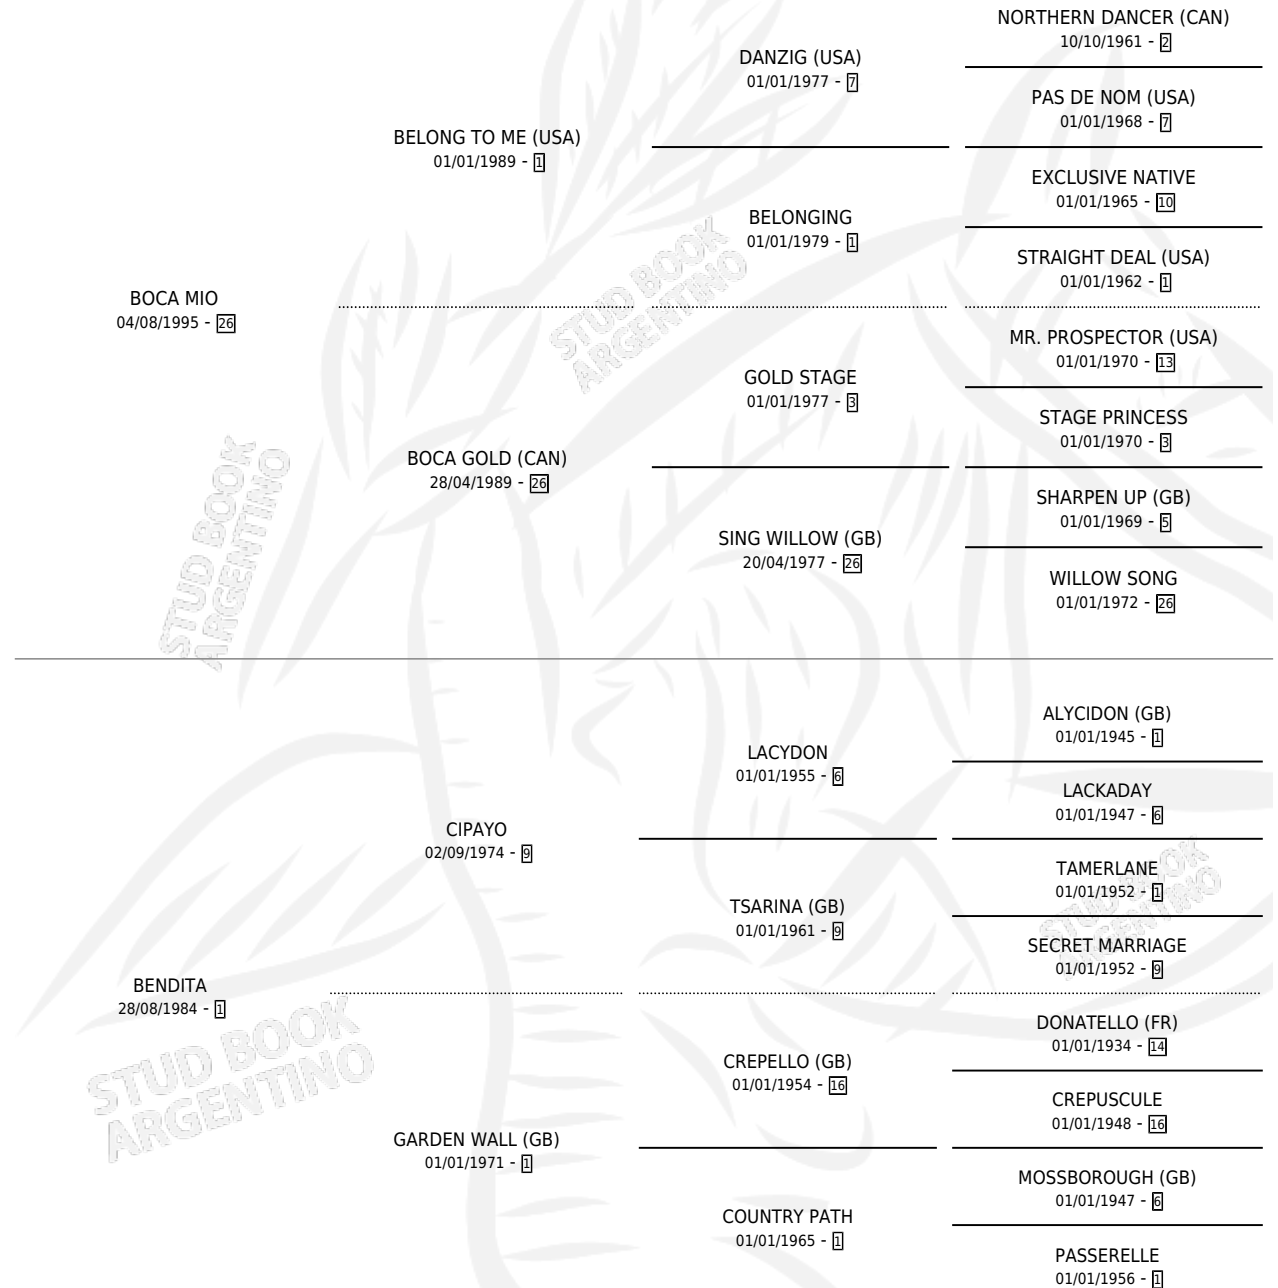 NORTHERN DANCER (CAN)
10/10/1961 - 2
DANZIG (USA)
01/01/1977 - 7
PAS DE NOM (USA)
01/01/1968 - 7
BELONG TO ME (USA)
01/01/1989 - 1
EXCLUSIVE NATIVE
01/01/1965 - 10
BELONGING
01/01/1979 - 1
STRAIGHT DEAL (USA)
01/01/1962 - 1
BOCA MIO
04/08/1995 - 26
MR. PROSPECTOR (USA)
01/01/1970 - 13
GOLD STAGE
01/01/1977 - 3
STAGE PRINCESS
01/01/1970 - 3
BOCA GOLD (CAN)
28/04/1989 - 26
SHARPEN UP (GB)
01/01/1969 - 5
SING WILLOW (GB)
20/04/1977 - 26
WILLOW SONG
01/01/1972 - 26
ALYCIDON (GB)
01/01/1945 - 1
LACYDON
01/01/1955 - 6
LACKADAY
01/01/1947 - 6
CIPAYO
02/09/1974 - 9
TAMERLANE
01/01/1952 - 1
TSARINA (GB)
01/01/1961 - 9
SECRET MARRIAGE
01/01/1952 - 9
BENDITA
28/08/1984 - 1
DONATELLO (FR)
01/01/1934 - 14
CREPELLO (GB)
01/01/1954 - 16
CREPUSCULE
01/01/1948 - 16
GARDEN WALL (GB)
01/01/1971 - 1
MOSSBOROUGH (GB)
01/01/1947 - 6
COUNTRY PATH
01/01/1965 - 1
PASSERELLE
01/01/1956 - 1
STUD BOOK
ARGENTINO
STUD BOOK
ARGENTINO
STUD BOOK
ARGENTINO
STUD BOOK
ARGENTINO